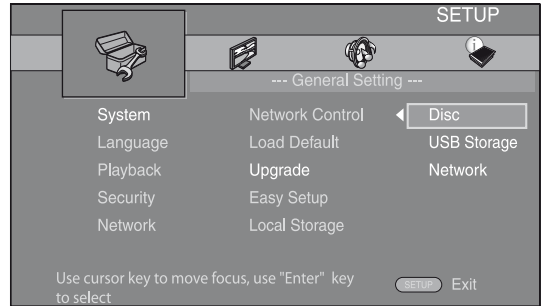 SETUP
--- General Setting ---
System Network Control Disc
Language Load Default USB Storage
Playback Upgrade Network
Security Easy Setup
Network Local Storage
Use cursor key to move focus, use "Enter" key
to select
SETUP Exit